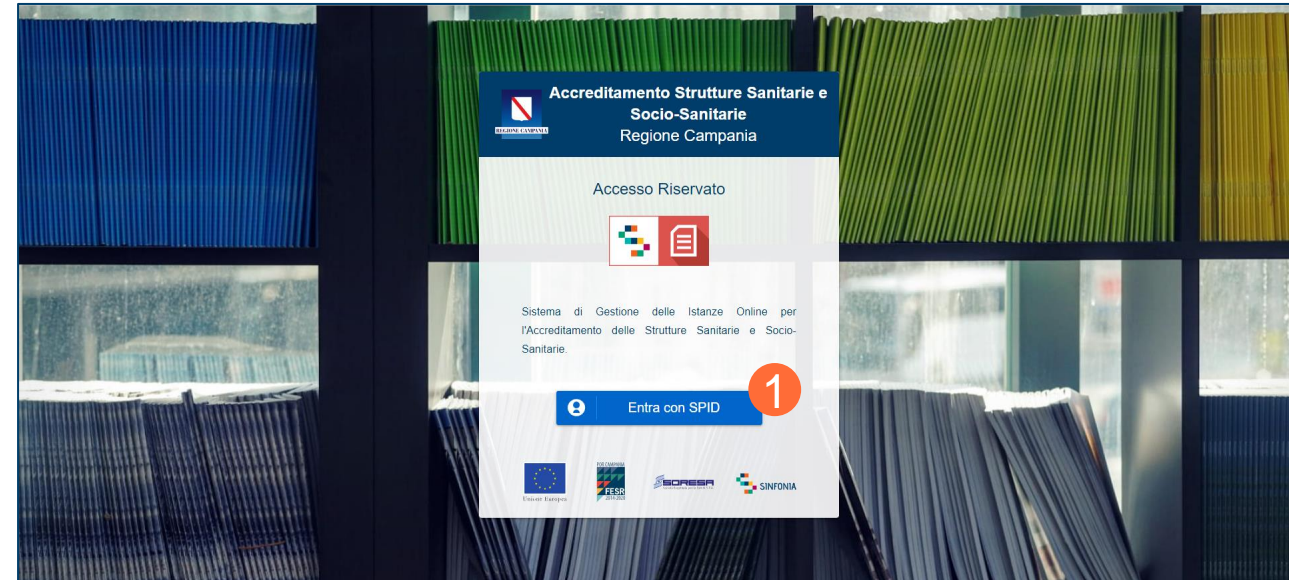 Accreditamento Strutture Sanitarie e
Socio-Sanitarie
Regione Campania
REGIONE CAMPANIA
Accesso Riservato
Sistema di Gestione delle Istanze Online per
l'Accreditamento delle Strutture Sanitarie e Socio-
Sanitarie.
1
Entra con SPID
POR CAMPANIA
FESR
2014-2020
Unione Europea
SORESA
SINFONIA